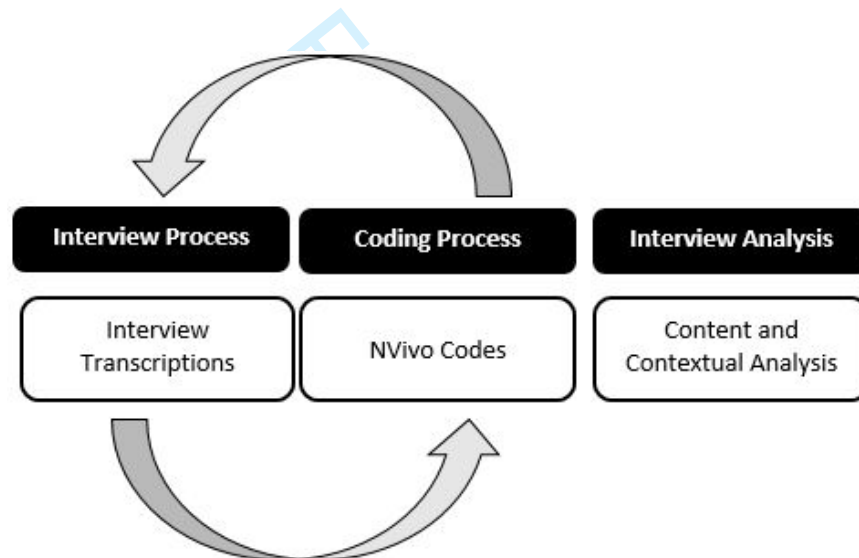 Interview Process
Coding Process
Interview Analysis
Interview
Transcriptions
NVivo Codes
Content and
Contextual Analysis